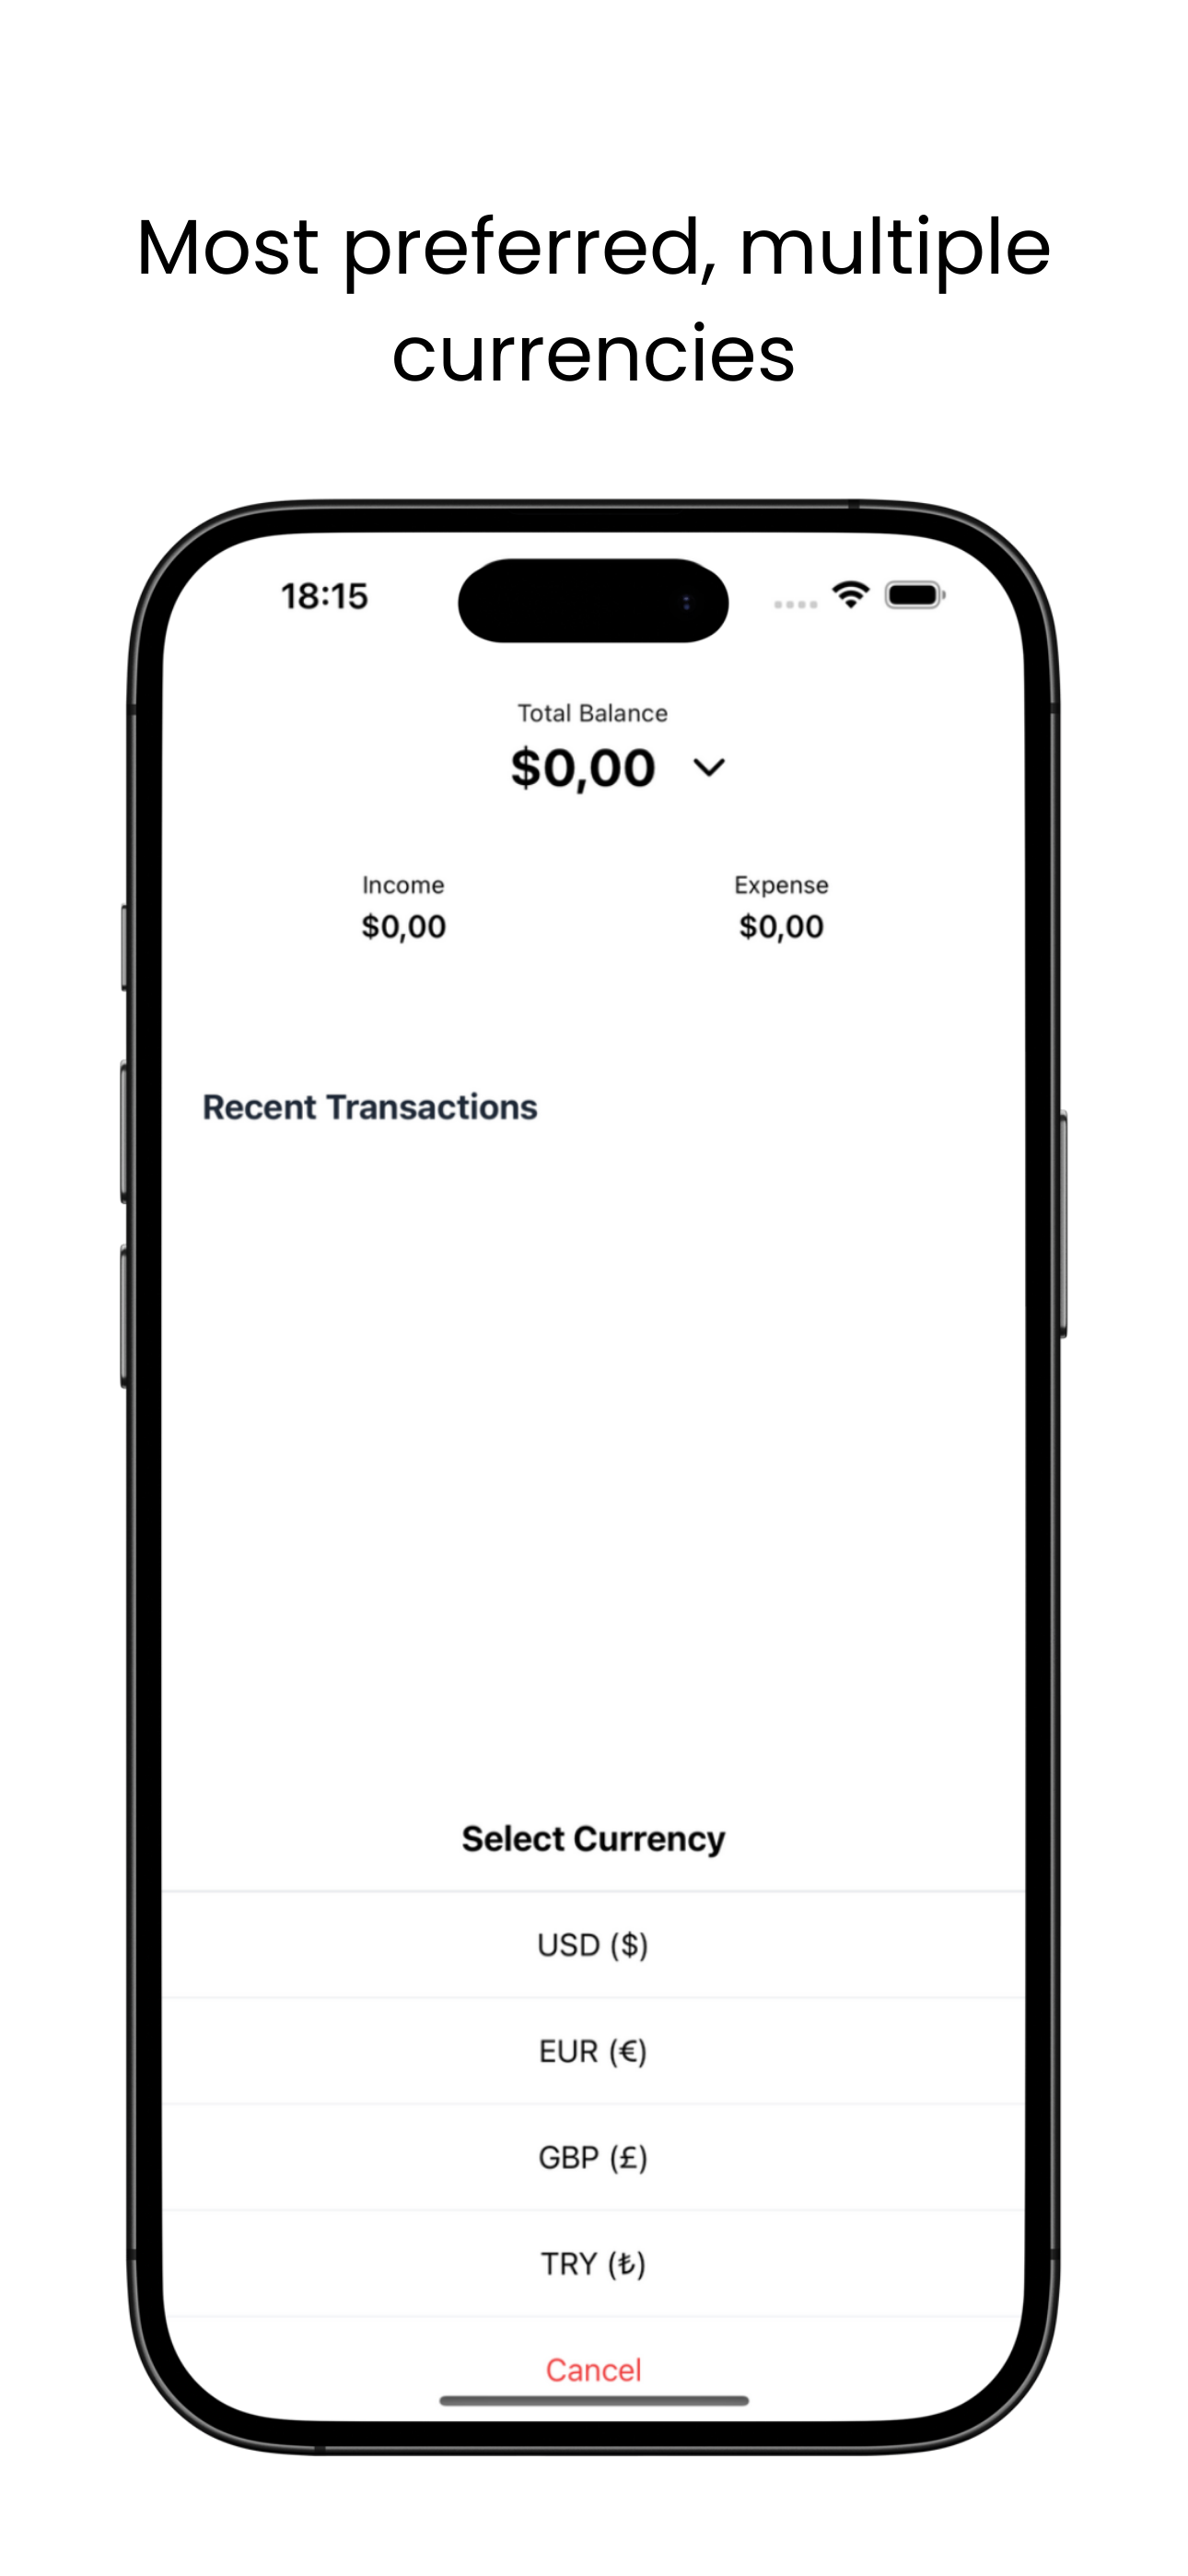 Most preferred, multiple
currencies
18:15
Total Balance
$0,00
Income
Expense
$0,00
$0,00
Recent Transactions
Select Currency
USD ($)
EUR (€)
GBP (£)
TRY (₺)
Cancel